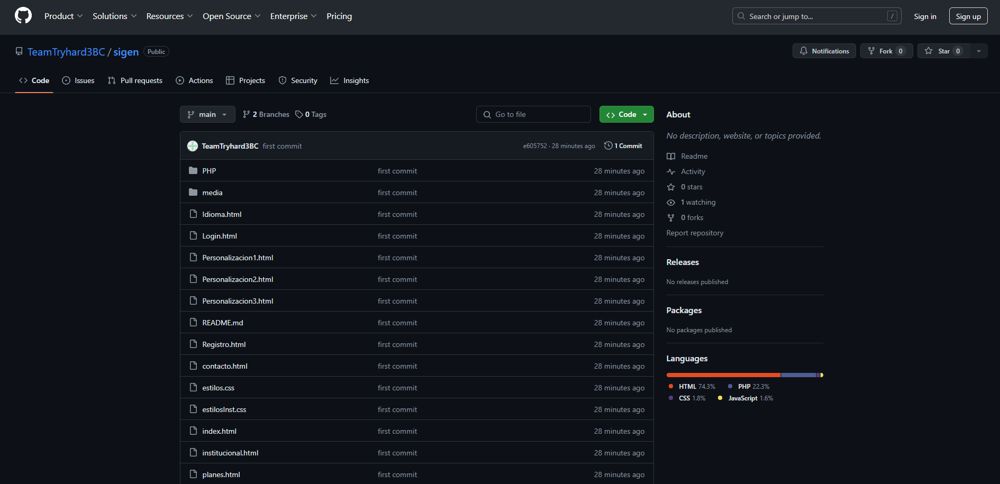 Product Solutions Resources Open Source Enterprise Pricing Search or jump to... / Sign in Sign up
TeamTryhard3BC / sigen Public Notifications Fork 0 Star 0
Code Issues Pull requests Actions Projects Security Insights
main 2 Branches 0 Tags Go to file Code
TeamTryhard3BC first commit e605752 · 28 minutes ago 1 Commit
PHP first commit 28 minutes ago
media first commit 28 minutes ago
Idioma.html first commit 28 minutes ago
Login.html first commit 28 minutes ago
Personalizacion1.html first commit 28 minutes ago
Personalizacion2.html first commit 28 minutes ago
Personalizacion3.html first commit 28 minutes ago
README.md first commit 28 minutes ago
Registro.html first commit 28 minutes ago
contacto.html first commit 28 minutes ago
estilos.css first commit 28 minutes ago
estilosInst.css first commit 28 minutes ago
index.html first commit 28 minutes ago
institucional.html first commit 28 minutes ago
planes.html first commit 28 minutes ago
About
No description, website, or topics provided.
Readme
Activity
0 stars
1 watching
0 forks
Report repository
Releases
No releases published
Packages
No packages published
Languages
HTML 74.3% PHP 22.3%
CSS 1.8% JavaScript 1.6%